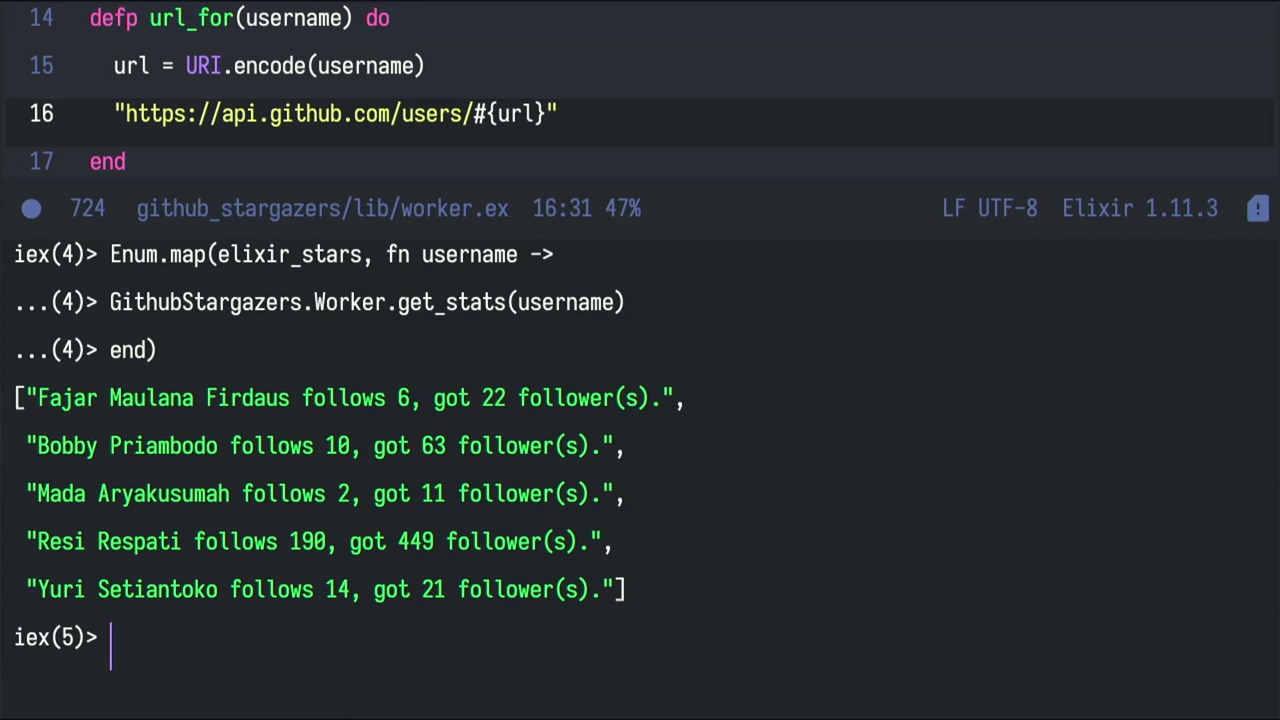 14 defp url_for(username) do
15 url = URI.encode(username)
16 "https://api.github.com/users/#{url}"
17 end
724 github_stargazers/lib/worker.ex 16:31 47% LF UTF-8 Elixir 1.11.3
iex(4)> Enum.map(elixir_stars, fn username ->
...(4)> GithubStargazers.Worker.get_stats(username)
...(4)> end)
["Fajar Maulana Firdaus follows 6, got 22 follower(s).",
"Bobby Priambodo follows 10, got 63 follower(s).",
"Mada Aryakusumah follows 2, got 11 follower(s).",
"Resi Respati follows 190, got 449 follower(s).",
"Yuri Setiantoko follows 14, got 21 follower(s)."]
iex(5)>